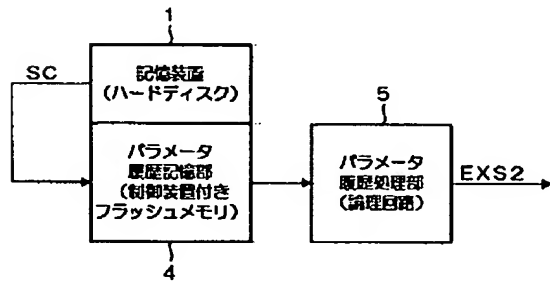 1
SC
記憶装置
(ハードディスク)
5
パラメータ
履歴記憶部
(制御装置付き
フラッシュメモリ)
パラメータ
履歴処理部
(論理回路)
EXS2
4